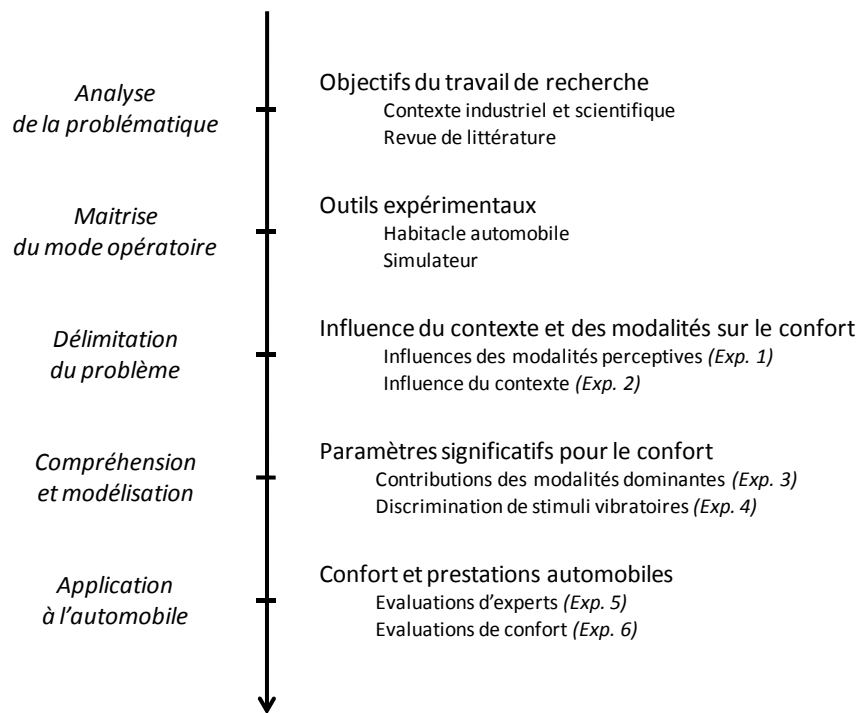 Analyse
de la problématique
Objectifs du travail de recherche
Contexte industriel et scientifique
Revue de littérature
Maitrise
du mode opératoire
Outils expérimentaux
Habitacle automobile
Simulateur
Délimitation
du problème
Influence du contexte et des modalités sur le confort
Influences des modalités perceptives (Exp. 1)
Influence du contexte (Exp. 2)
Compréhension
et modélisation
Paramètres significatifs pour le confort
Contributions des modalités dominantes (Exp. 3)
Discrimination de stimuli vibratoires (Exp. 4)
Application
à l'automobile
Confort et prestations automobiles
Evaluations d'experts (Exp. 5)
Evaluations de confort (Exp. 6)